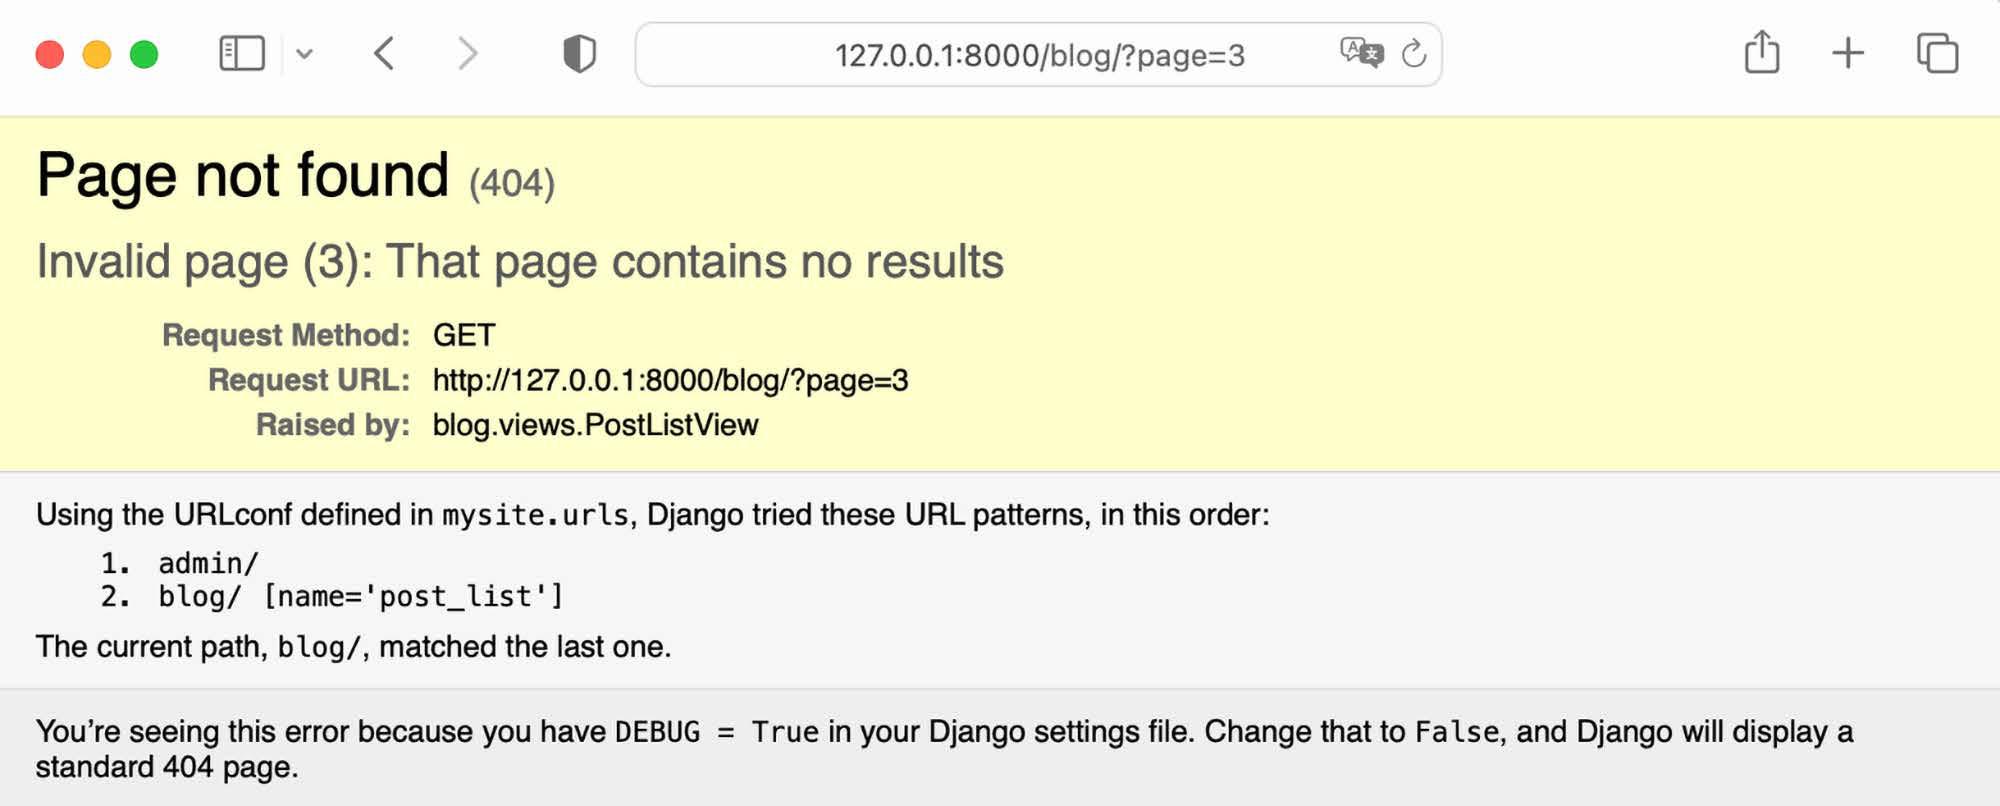 127.0.0.1:8000/blog/?page=3
Page not found (404)
Invalid page (3): That page contains no results
Request Method: GET
Request URL: http://127.0.0.1:8000/blog/?page=3
Raised by: blog.views.PostListView
Using the URLconf defined in mysite.urls, Django tried these URL patterns, in this order:
1. admin/
2. blog/ [name='post_list']
The current path, blog/, matched the last one.
You’re seeing this error because you have DEBUG = True in your Django settings file. Change that to False, and Django will display a
standard 404 page.